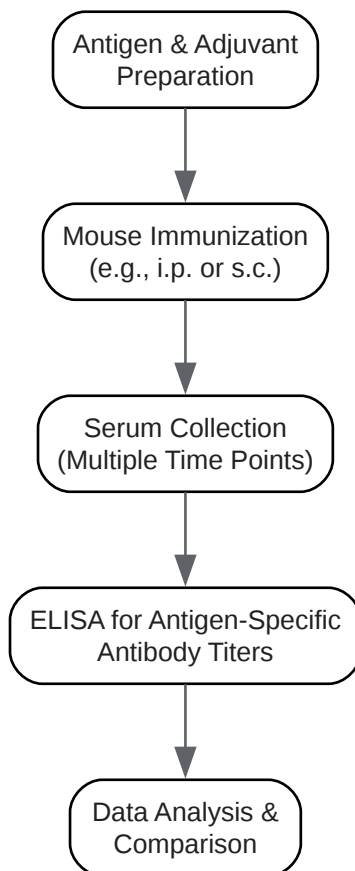 Antigen & Adjuvant
Preparation
Mouse Immunization
(e.g., i.p. or s.c.)
Serum Collection
(Multiple Time Points)
ELISA for Antigen-Specific
Antibody Titers
Data Analysis &
Comparison